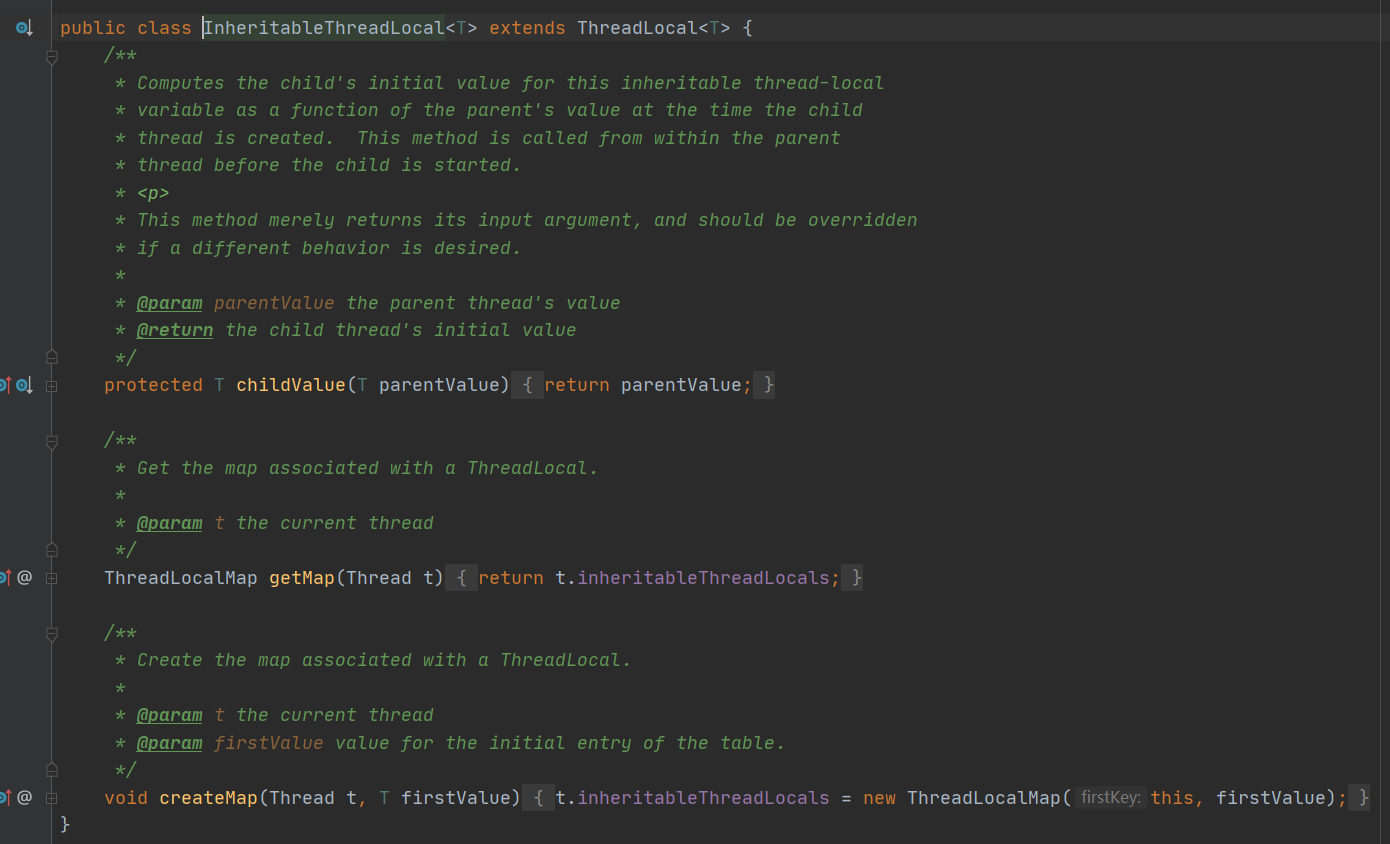 public class InheritableThreadLocal<T> extends ThreadLocal<T> {
    /**
     * Computes the child's initial value for this inheritable thread-local
     * variable as a function of the parent's value at the time the child
     * thread is created.  This method is called from within the parent
     * thread before the child is started.
     * <p>
     * This method merely returns its input argument, and should be overridden
     * if a different behavior is desired.
     *
     * @param parentValue the parent thread's value
     * @return the child thread's initial value
     */
    protected T childValue(T parentValue) { return parentValue; }

    /**
     * Get the map associated with a ThreadLocal.
     *
     * @param t the current thread
     */
@    ThreadLocalMap getMap(Thread t) { return t.inheritableThreadLocals; }

    /**
     * Create the map associated with a ThreadLocal.
     *
     * @param t the current thread
     * @param firstValue value for the initial entry of the table.
     */
@    void createMap(Thread t, T firstValue) { t.inheritableThreadLocals = new ThreadLocalMap( firstKey: this, firstValue); }
}